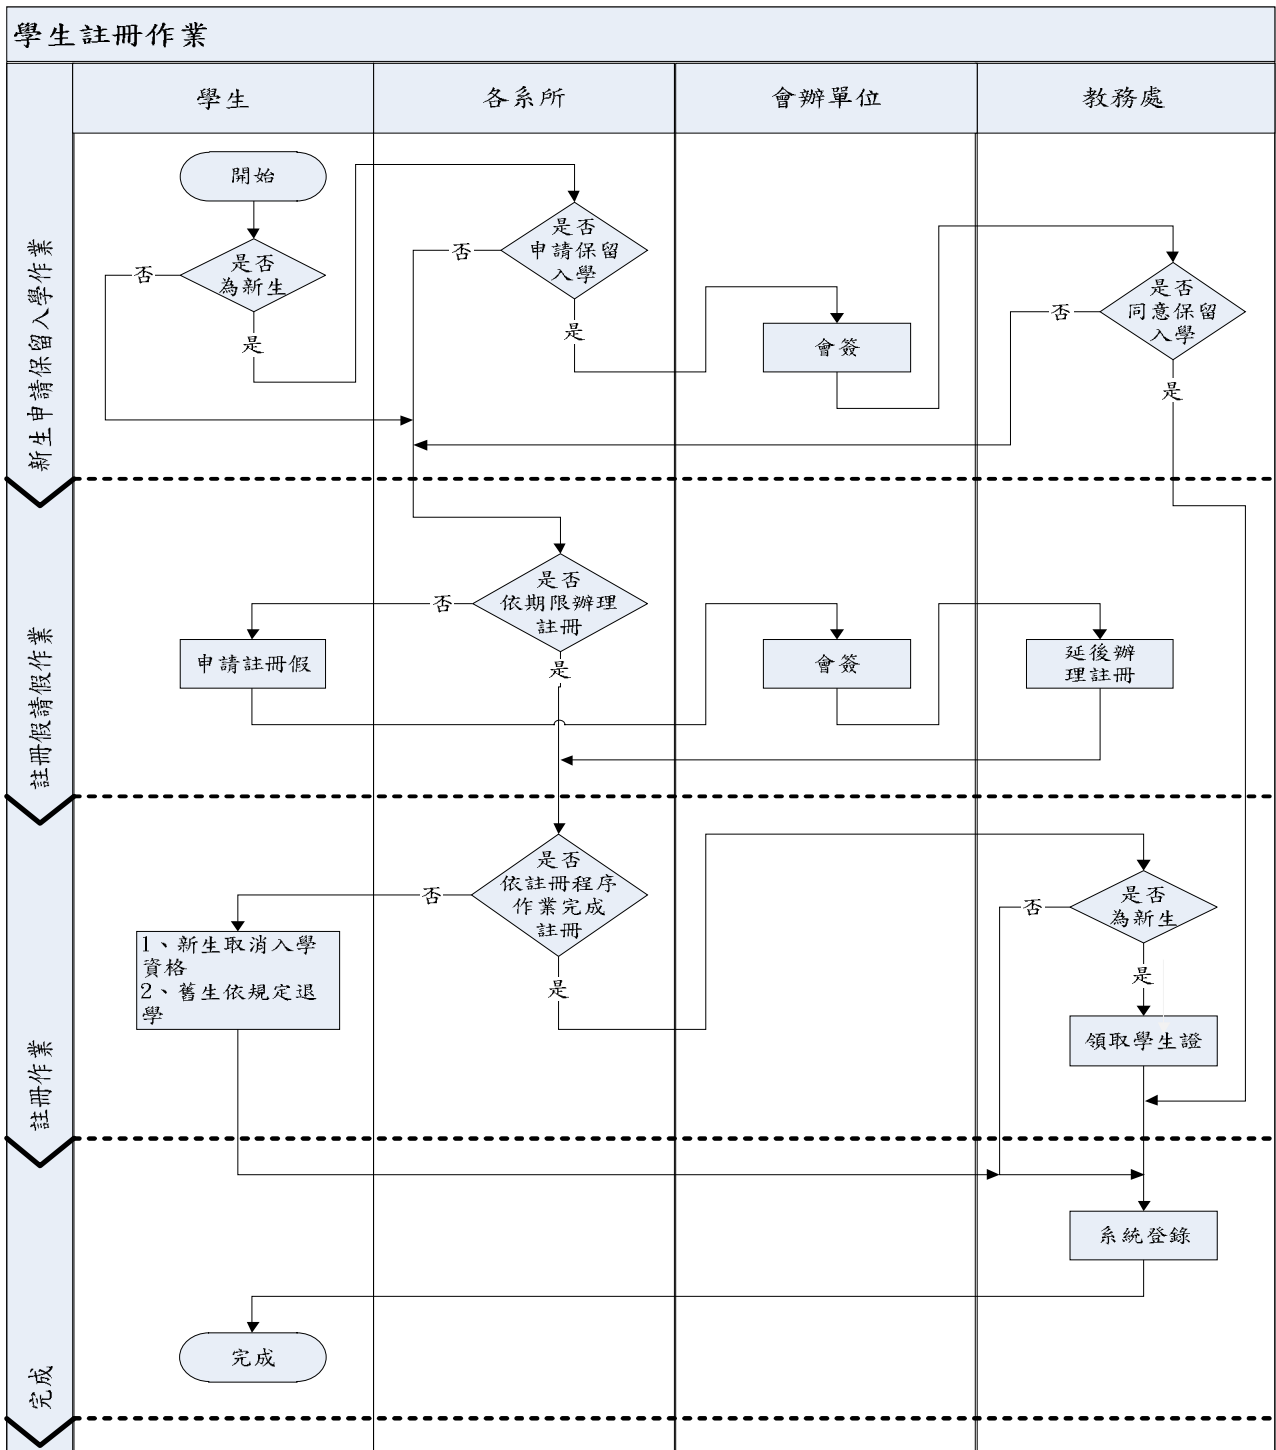 學生註冊作業
學生
各系所
會辦單位
教務處
新生申請保留入學作業
開始
是否
為新生
否
是
是否
申請保留
入學
否
是
會簽
是否
同意保留
入學
否
是
註冊假請假作業
是否
依期限辦理
註冊
否
是
申請註冊假
會簽
延後辦
理註冊
註冊作業
是否
依註冊程序
作業完成
註冊
否
是
1、新生取消入學
資格
2、舊生依規定退
學
是否
為新生
否
是
領取學生證
完成
系統登錄
完成